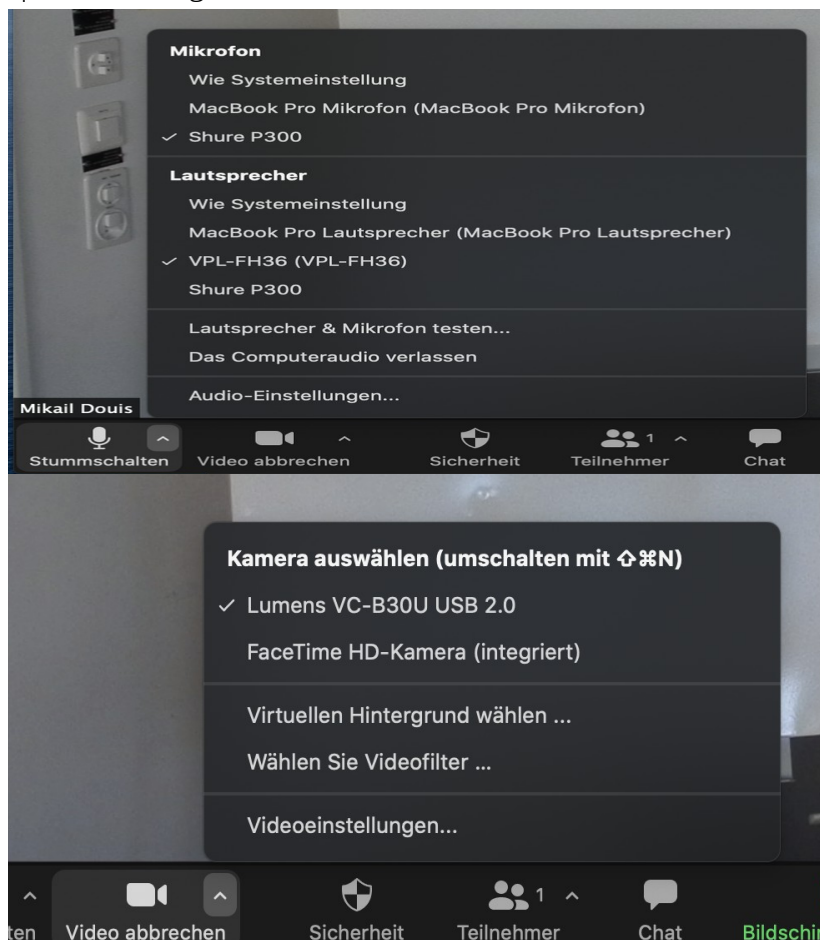 Mikrofon
Wie Systemeinstellung
MacBook Pro Mikrofon (MacBook Pro Mikrofon)
✓ Shure P300
Lautsprecher
Wie Systemeinstellung
MacBook Pro Lautsprecher (MacBook Pro Lautsprecher)
✓ VPL-FH36 (VPL-FH36)
Shure P300
Lautsprecher & Mikrofon testen...
Das Computeraudio verlassen
Audio-Einstellungen...
Mikail Douis
1
Stummschalten Video abbrechen Sicherheit Teilnehmer Chat
Kamera auswählen (umschalten mit ⇧⌘N)
✓ Lumens VC-B30U USB 2.0
FaceTime HD-Kamera (integriert)
Virtuellen Hintergrund wählen ...
Wählen Sie Videofilter ...
Videoeinstellungen...
1
ten Video abbrechen Sicherheit Teilnehmer Chat Bildschir